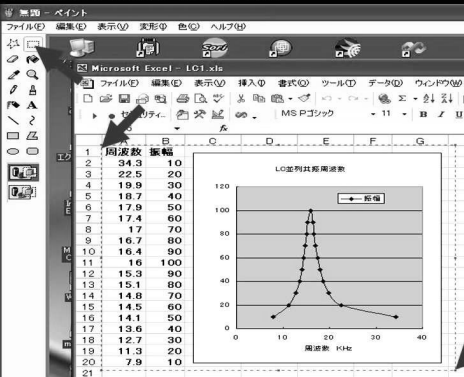 無題 - ペイント
ファイル(F) 編集(E) 表示(V) 変形(I) 色(C) ヘルプ(H)
Microsoft Excel - LC1.xls
ファイル(F) 編集(E) 表示(V) 挿入(I) 書式(O) ツール(T) データ(D) ウィンドウ(W)
MS Pゴシック 11 B I U
fx
A B C D E F G
1 周波数 振幅
2 34.3 10
3 22.5 20
4 19.9 30
5 18.7 40
6 17.9 50
7 17.4 60
8 17 70
9 16.7 80
10 16.4 90
11 16 100
12 15.3 90
13 15.1 80
14 14.8 70
15 14.5 60
16 14.1 50
17 13.6 40
18 12.7 30
19 11.3 20
20 7.9 10
21
LC並列共振周波数
振幅
120
100
80
60
40
20
0
0 10 20 30 40
周波数 KHz